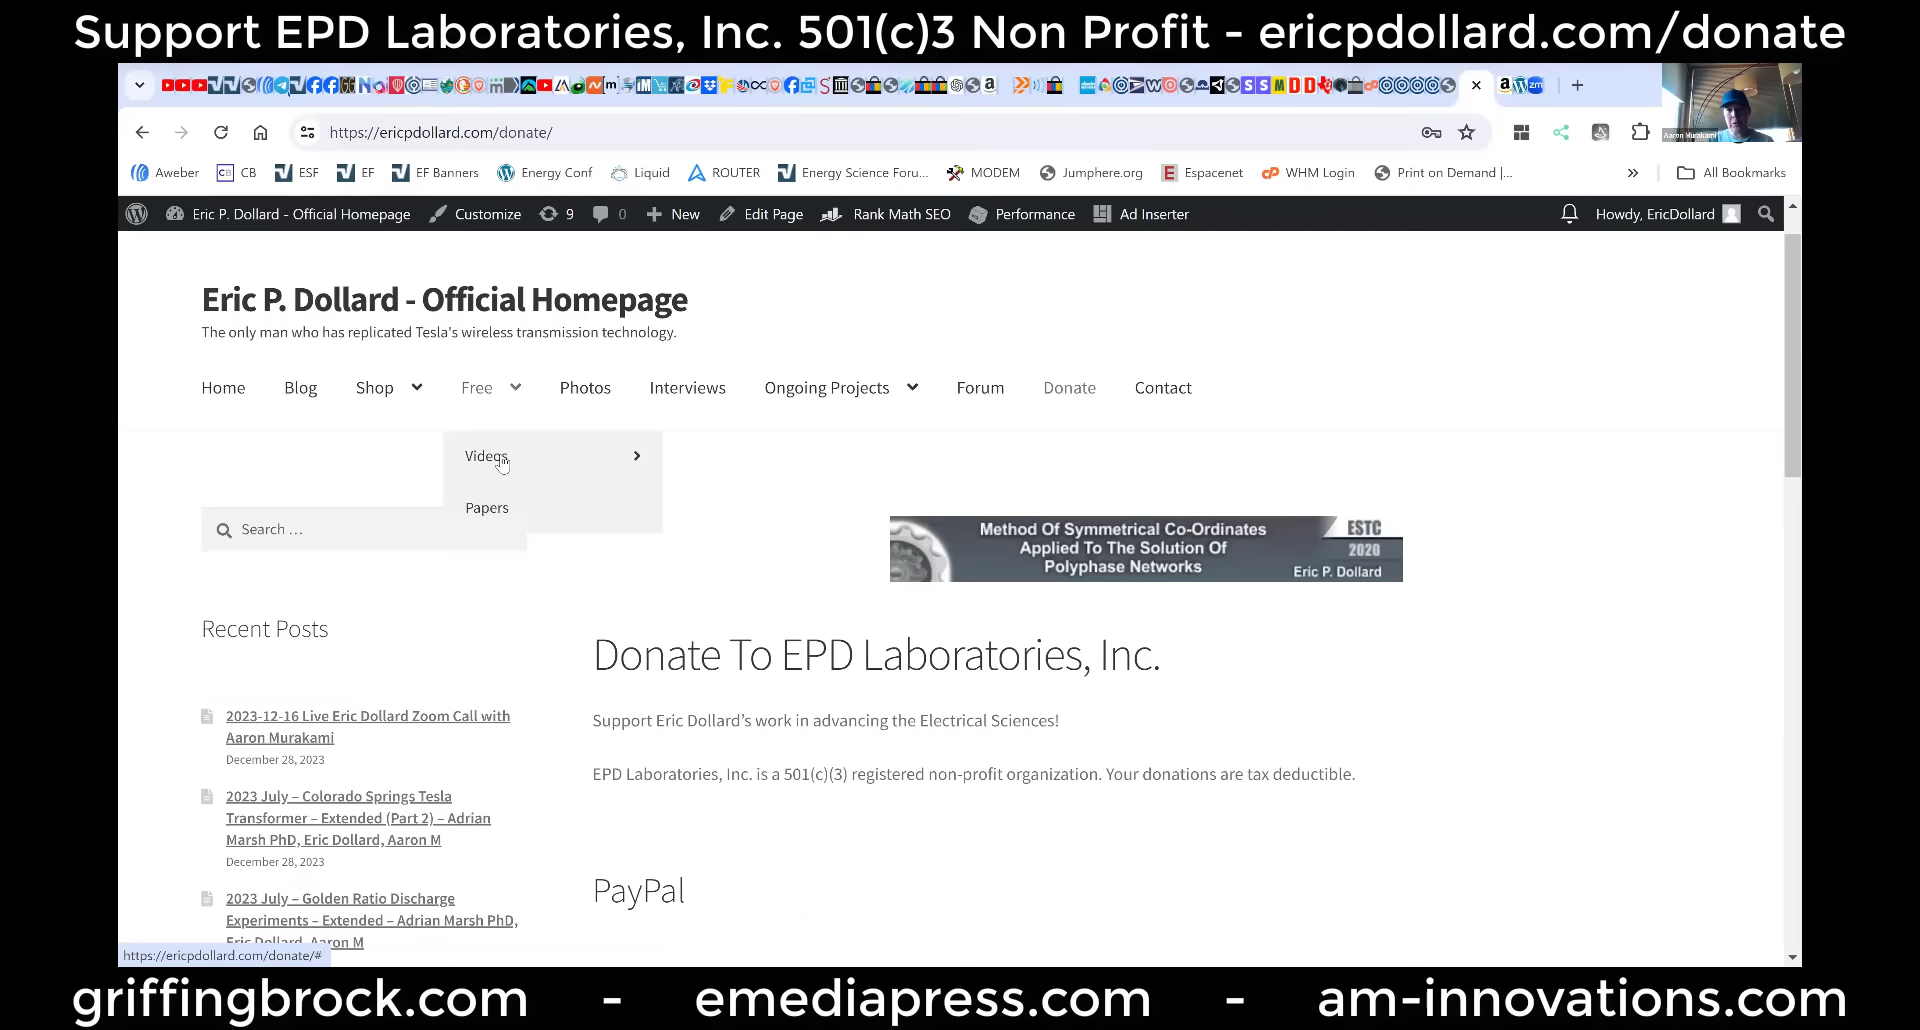 Support EPD Laboratories, Inc. 501(c)3 Non Profit - ericpdollard.com/donate
https://ericpdollard.com/donate/
Aaron Murakami
Aweber CB ESF EF EF Banners Energy Conf Liquid ROUTER Energy Science Foru... MODEM Jumphere.org Espacenet WHM Login Print on Demand |... » All Bookmarks
Eric P. Dollard - Official Homepage Customize 9 0 New Edit Page Rank Math SEO Performance Ad Inserter Howdy, EricDollard
Eric P. Dollard - Official Homepage
The only man who has replicated Tesla's wireless transmission technology.
Home Blog Shop Free Photos Interviews Ongoing Projects Forum Donate Contact
Videos
Papers
Search …
Method Of Symmetrical Co-Ordinates
Applied To The Solution Of
Polyphase Networks
ESTC
2020
Eric P. Dollard
Recent Posts
2023-12-16 Live Eric Dollard Zoom Call with
Aaron Murakami
December 28, 2023
2023 July – Colorado Springs Tesla
Transformer – Extended (Part 2) – Adrian
Marsh PhD, Eric Dollard, Aaron M
December 28, 2023
2023 July – Golden Ratio Discharge
Experiments – Extended – Adrian Marsh PhD,
Eric Dollard, Aaron M
Donate To EPD Laboratories, Inc.
Support Eric Dollard’s work in advancing the Electrical Sciences!
EPD Laboratories, Inc. is a 501(c)(3) registered non-profit organization. Your donations are tax deductible.
PayPal
https://ericpdollard.com/donate/#
griffingbrock.com - emediapress.com - am-innovations.com